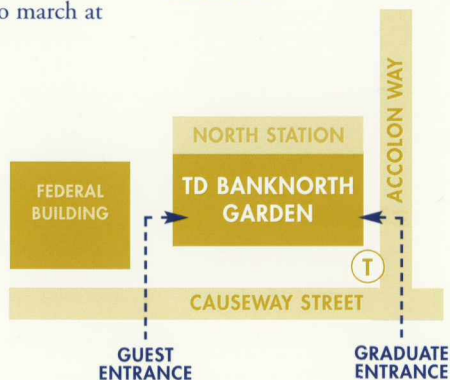 o march at
ACCOLON WAY
NORTH STATION
FEDERAL
BUILDING
TD BANKNORTH
GARDEN
T
CAUSEWAY STREET
GUEST
ENTRANCE
GRADUATE
ENTRANCE